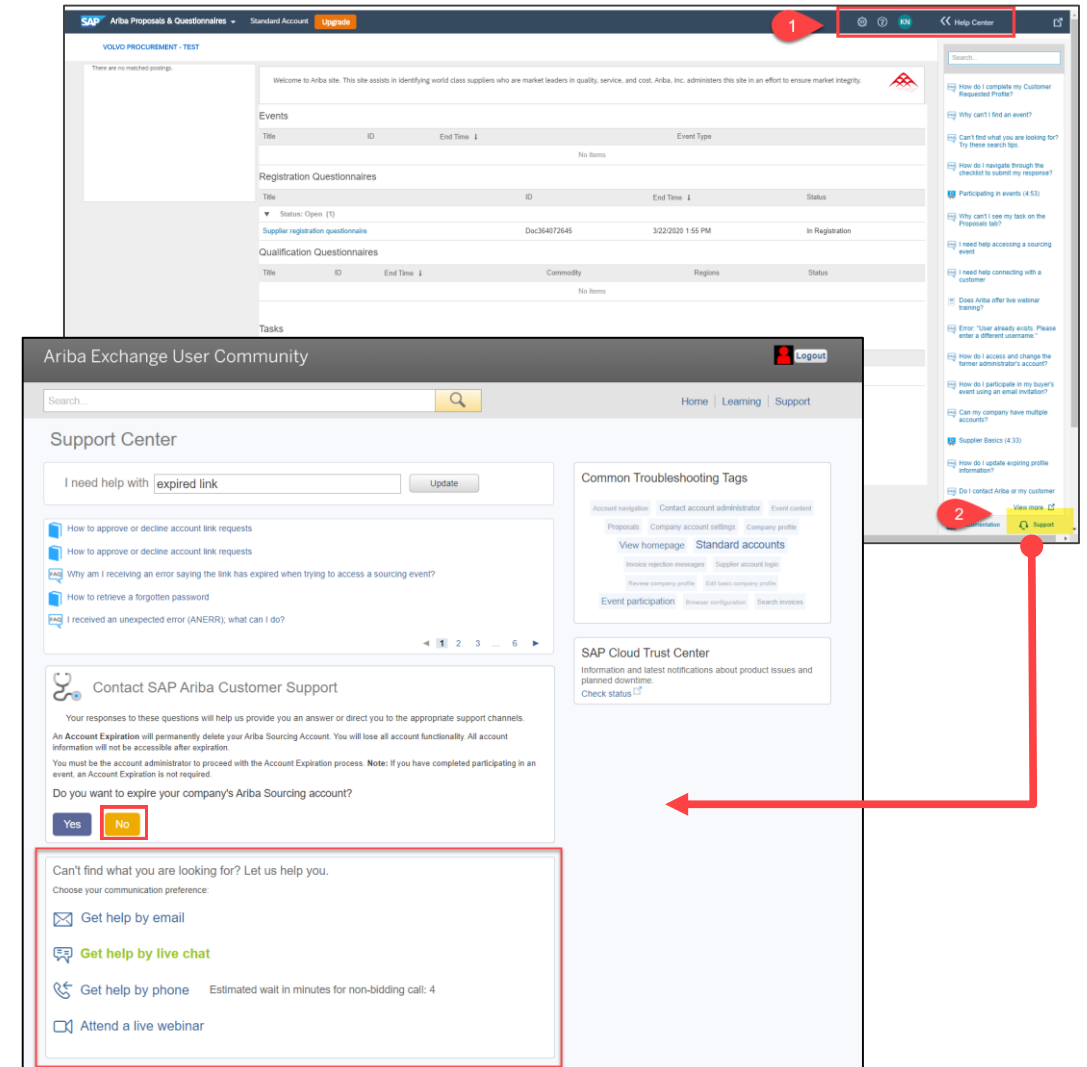 SAP Ariba Proposals & Questionnaires Standard Account Upgrade
1
KN Help Center
VOLVO PROCUREMENT - TEST
There are no matched postings.
Welcome to Ariba site. This site assists in identifying world class suppliers who are market leaders in quality, service, and cost. Ariba, Inc. administers this site in an effort to ensure market integrity.
Events
Title ID End Time ↓ Event Type
No items
Registration Questionnaires
Title ID End Time ↓ Status
▼ Status: Open (1)
Supplier registration questionnaire Doc364072645 3/22/2020 1:55 PM In Registration
Qualification Questionnaires
Title ID End Time ↓ Commodity Regions Status
No items
Tasks
Search...
How do I complete my Customer
Requested Profile?
Why can't I find an event?
Can't find what you are looking for?
Try these search tips.
How do I navigate through the
checklist to submit my response?
Participating in events (4:53)
Why can't I see my task on the
Proposals tab?
I need help accessing a sourcing
event
I need help connecting with a
customer
Does Ariba offer live webinar
training?
Error: "User already exists. Please
enter a different username."
How do I access and change the
former administrator's account?
How do I participate in my buyer's
event using an email invitation?
Can my company have multiple
accounts?
Supplier Basics (4:33)
How do I update expiring profile
information?
Do I contact Ariba or my customer
View more
2
Support
Ariba Exchange User Community
Logout
Search...
Home | Learning | Support
Support Center
I need help with expired link Update
How to approve or decline account link requests
How to approve or decline account link requests
FAQ Why am I receiving an error saying the link has expired when trying to access a sourcing event?
How to retrieve a forgotten password
FAQ I received an unexpected error (ANERR); what can I do?
◄ 1 2 3 ... 6 ►
Contact SAP Ariba Customer Support
Your responses to these questions will help us provide you an answer or direct you to the appropriate support channels.
An Account Expiration will permanently delete your Ariba Sourcing Account. You will lose all account functionality. All account
information will not be accessible after expiration.
You must be the account administrator to proceed with the Account Expiration process. Note: If you have completed participating in an
event, an Account Expiration is not required.
Do you want to expire your company's Ariba Sourcing account?
Yes No
Can't find what you are looking for? Let us help you.
Choose your communication preference:
Get help by email
Get help by live chat
Get help by phone Estimated wait in minutes for non-bidding call: 4
Attend a live webinar
Common Troubleshooting Tags
Account navigation Contact account administrator Event content
Proposals Company account settings Company profile
View homepage Standard accounts
Invoice rejection messages Supplier account login
Review company profile Edit basic company profile
Event participation Browser configuration Search invoices
SAP Cloud Trust Center
Information and latest notifications about product issues and
planned downtime.
Check status